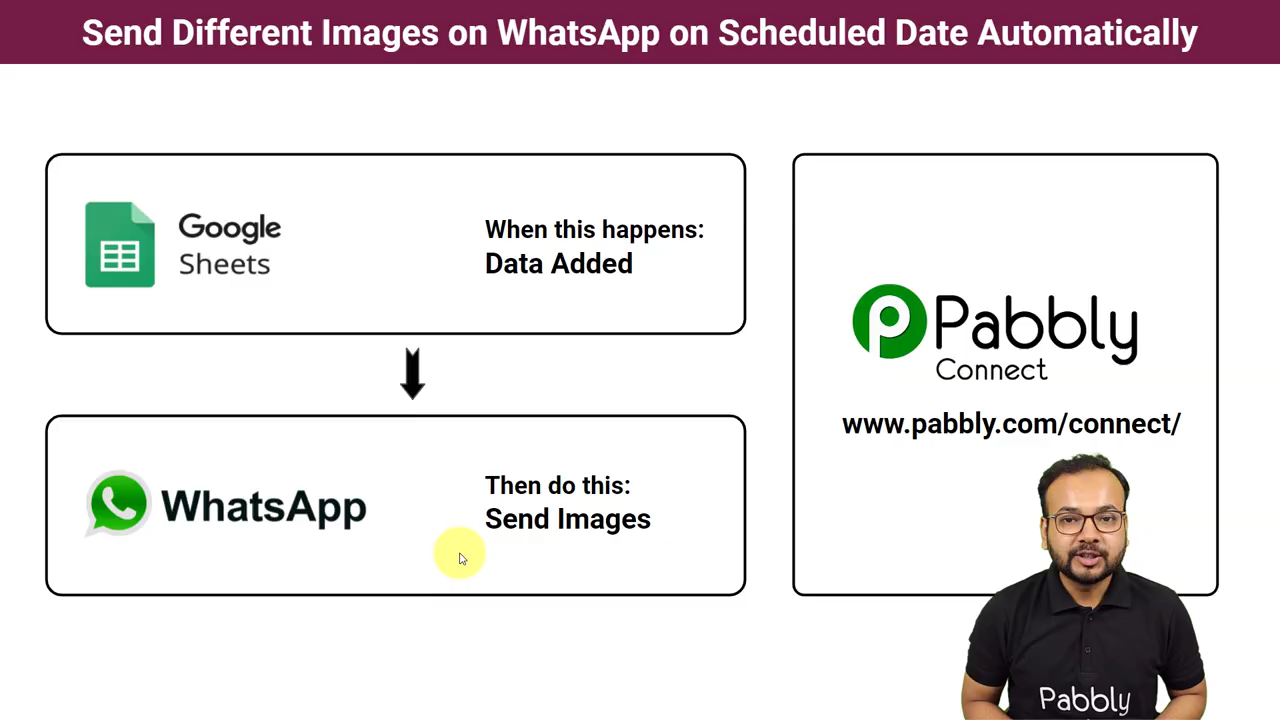 Send Different Images on WhatsApp on Scheduled Date Automatically
Google
Sheets
When this happens:
Data Added
WhatsApp
Then do this:
Send Images
Pabbly
Connect
www.pabbly.com/connect/
Pabbly